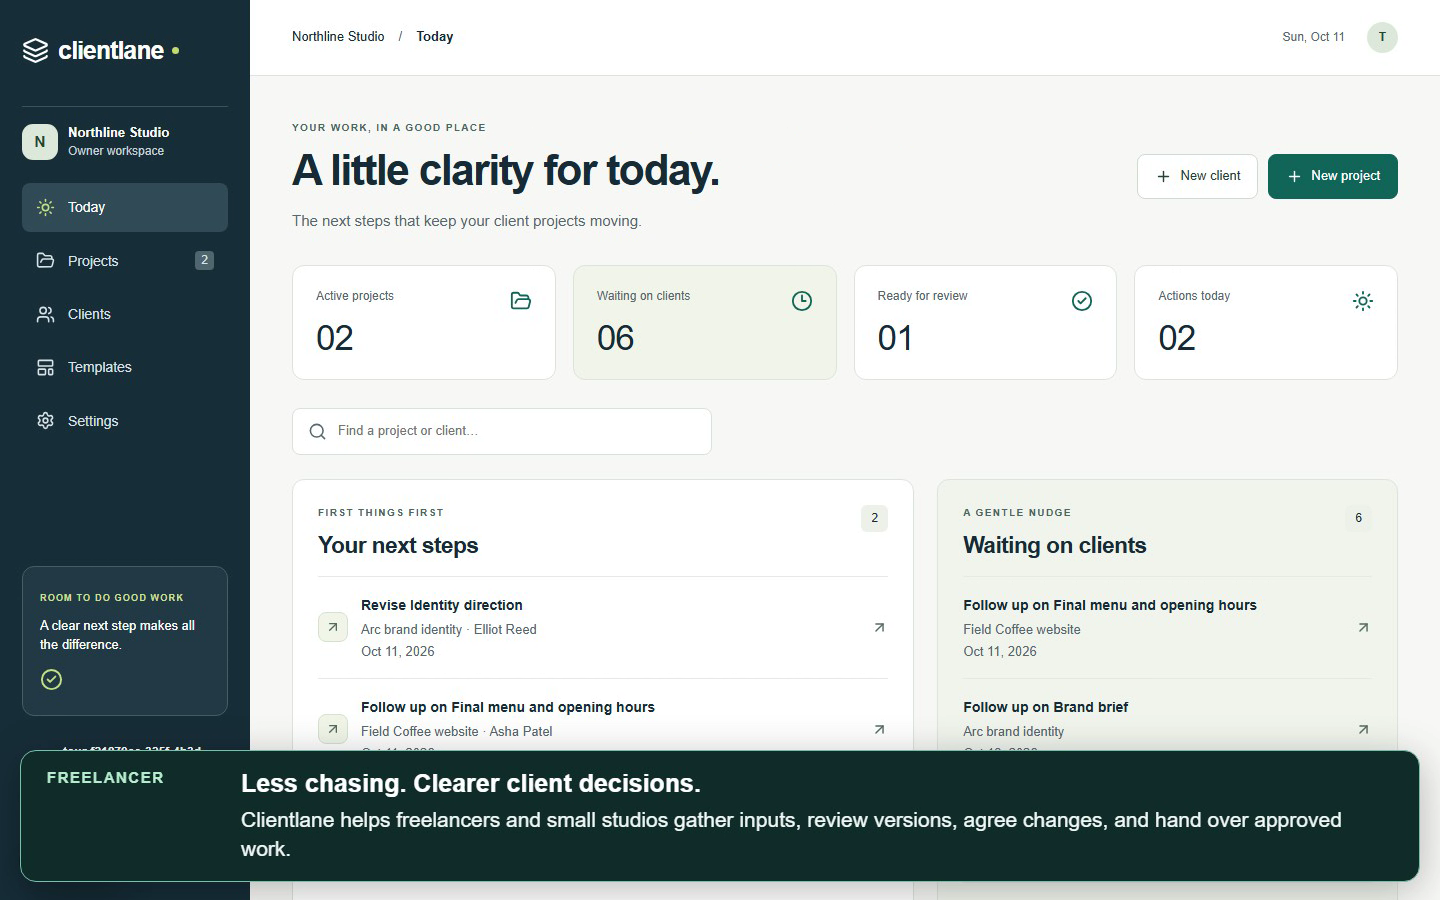 clientlane
N
Northline Studio
Owner workspace
Today
Projects 2
Clients
Templates
Settings
ROOM TO DO GOOD WORK
A clear next step makes all
the difference.
Northline Studio / Today
Sun, Oct 11
T
YOUR WORK, IN A GOOD PLACE
A little clarity for today.
The next steps that keep your client projects moving.
New client
New project
Active projects
02
Waiting on clients
06
Ready for review
01
Actions today
02
Find a project or client...
FIRST THINGS FIRST
2
Your next steps
Revise Identity direction
Arc brand identity · Elliot Reed
Oct 11, 2026
Follow up on Final menu and opening hours
Field Coffee website · Asha Patel
A GENTLE NUDGE
6
Waiting on clients
Follow up on Final menu and opening hours
Field Coffee website
Oct 11, 2026
Follow up on Brand brief
Arc brand identity
FREELANCER
Less chasing. Clearer client decisions.
Clientlane helps freelancers and small studios gather inputs, review versions, agree changes, and hand over approved
work.